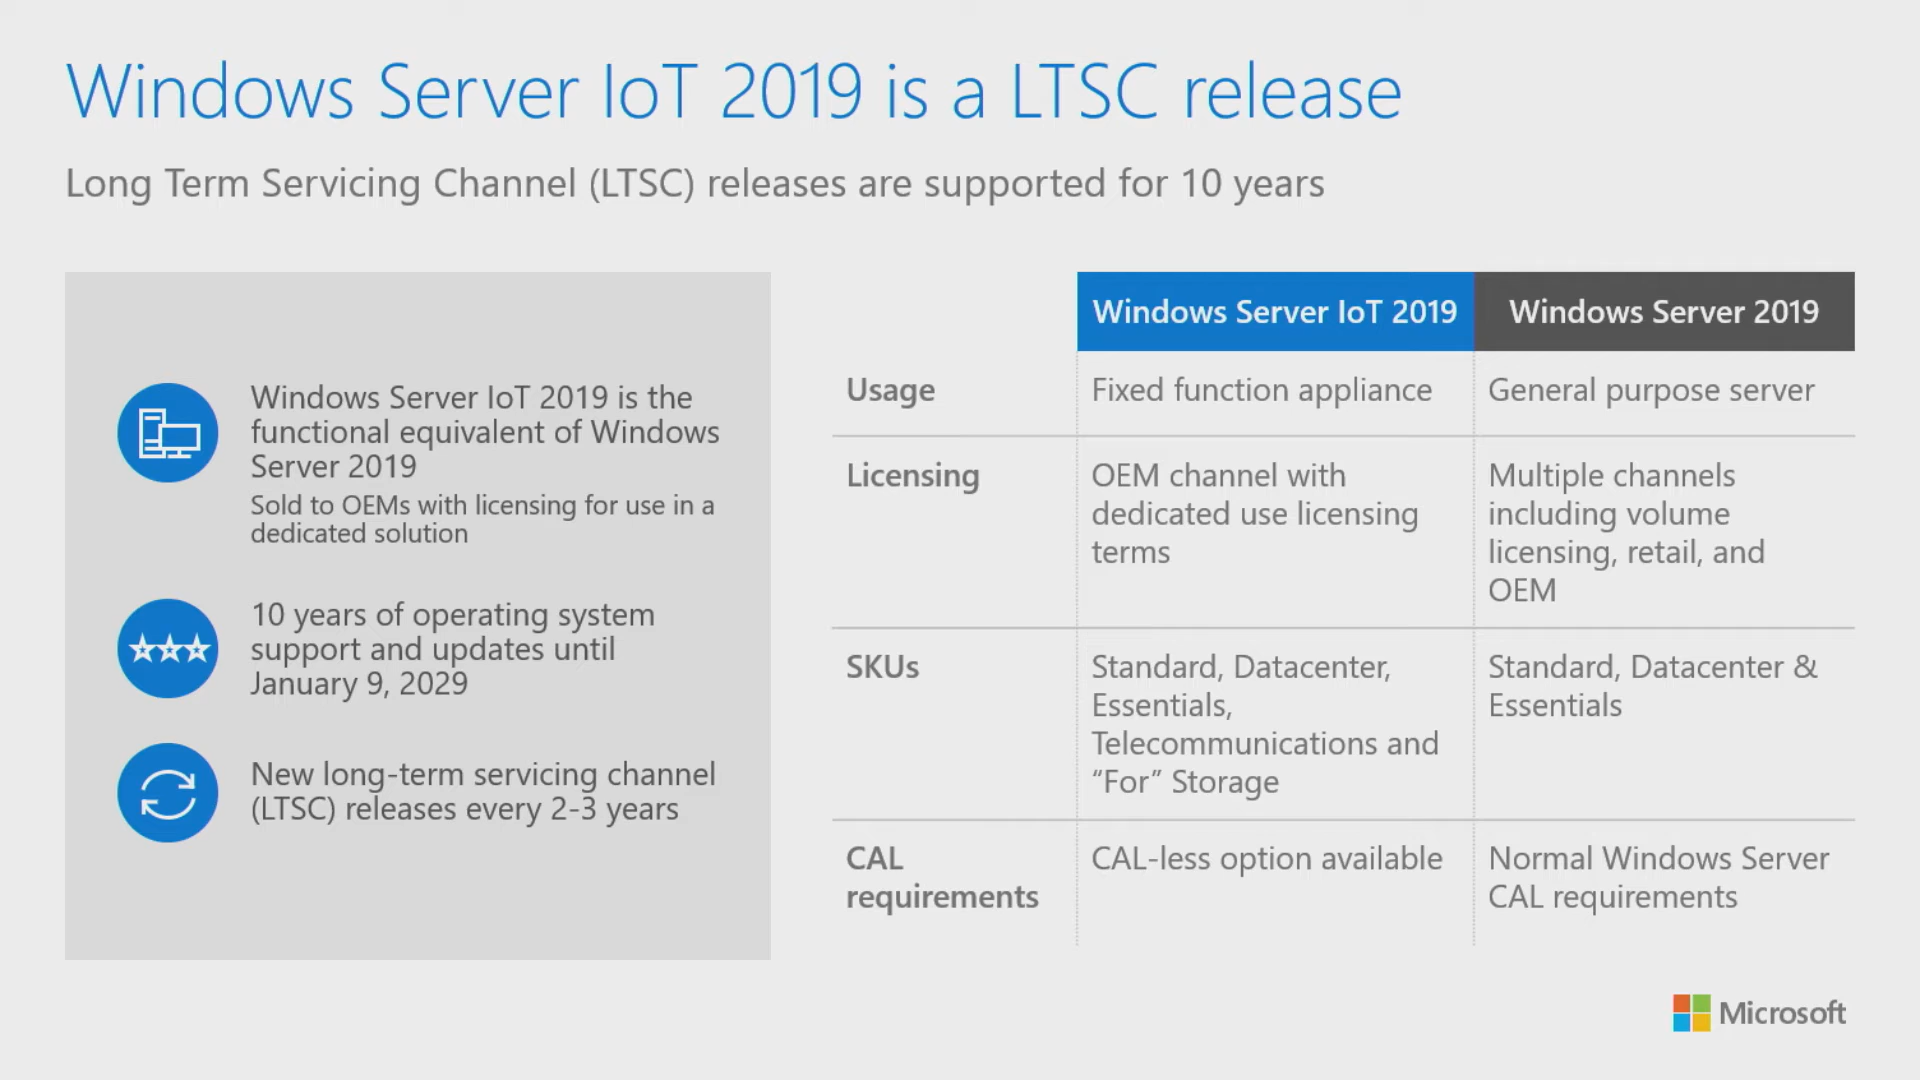 Windows Server IoT 2019 is a LTSC release
Long Term Servicing Channel (LTSC) releases are supported for 10 years
Windows Server IoT 2019 is the
functional equivalent of Windows
Server 2019
Sold to OEMs with licensing for use in a
dedicated solution
10 years of operating system
support and updates until
January 9, 2029
New long-term servicing channel
(LTSC) releases every 2-3 years
Windows Server IoT 2019
Windows Server 2019
Usage
Fixed function appliance
General purpose server
Licensing
OEM channel with
dedicated use licensing
terms
Multiple channels
including volume
licensing, retail, and
OEM
SKUs
Standard, Datacenter,
Essentials,
Telecommunications and
“For” Storage
Standard, Datacenter &
Essentials
CAL
requirements
CAL-less option available
Normal Windows Server
CAL requirements
Microsoft